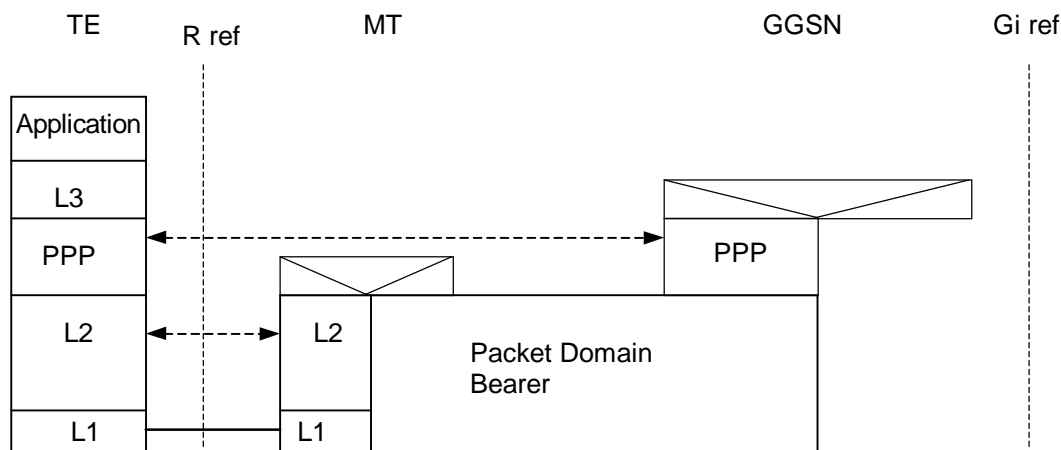 TE
R ref
MT
GGSN
Gi ref
Application
L3
PPP
PPP
L2
L2
Packet Domain
Bearer
L1
L1